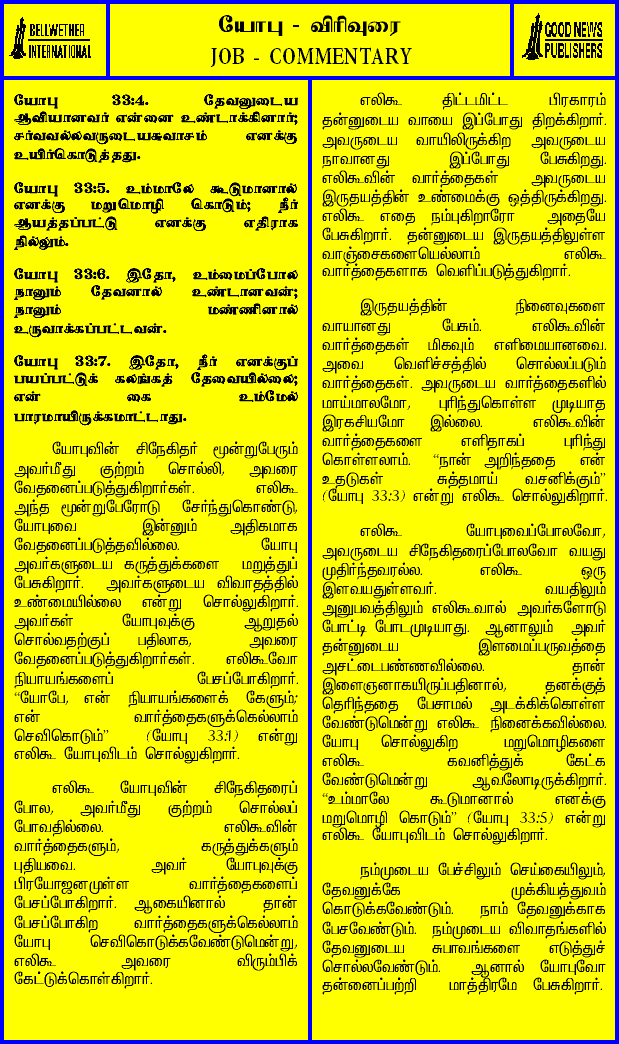 BELLWETHER
INTERNATIONAL
யோபு - விரிவுரை
JOB - COMMENTARY
GOOD NEWS
PUBLISHERS
யோபு 33:4. தேவனுடைய
ஆவியானவர் என்னை உண்டாக்கினார்;
சர்வவல்லவருடையசுவாசம் எனக்கு
உயிர்கொடுத்தது.
யோபு 33:5. உம்மாலே கூடுமானால்
எனக்கு மறுமொழி கொடும்; நீர்
ஆயத்தப்பட்டு எனக்கு எதிராக
நில்லும்.
யோபு 33:6. இதோ, உம்மைப்போல
நானும் தேவனால் உண்டானவன்;
நானும் மண்ணினால்
உருவாக்கப்பட்டவன்.
யோபு 33:7. இதோ, நீர் எனக்குப்
பயப்பட்டுக் கலங்கத் தேவையில்லை;
என் கை உம்மேல்
பாரமாயிருக்கமாட்டாது.
யோபுவின் சிநேகிதர் மூன்றுபேரும்
அவர்மீது குற்றம் சொல்லி, அவரை
வேதனைப்படுத்துகிறார்கள். எலிகூ
அந்த மூன்றுபேரோடு சேர்ந்துகொண்டு,
யோபுவை இன்னும் அதிகமாக
வேதனைப்படுத்தவில்லை. யோபு
அவர்களுடைய கருத்துக்களை மறுத்துப்
பேசுகிறார். அவர்களுடைய விவாதத்தில்
உண்மையில்லை என்று சொல்லுகிறார்.
அவர்கள் யோபுவுக்கு ஆறுதல்
சொல்வதற்குப் பதிலாக, அவரை
வேதனைப்படுத்துகிறார்கள். எலிகூவோ
நியாயங்களைப் பேசப்போகிறார்.
“யோபே, என் நியாயங்களைக் கேளும்;
என் வார்த்தைகளுக்கெல்லாம்
செவிகொடும்” (யோபு 33:1) என்று
எலிகூ யோபுவிடம் சொல்லுகிறார்.
எலிகூ யோபுவின் சிநேகிதரைப்
போல, அவர்மீது குற்றம் சொல்லப்
போவதில்லை. எலிகூவின்
வார்த்தைகளும், கருத்துக்களும்
புதியவை. அவர் யோபுவுக்கு
பிரயோஜனமுள்ள வார்த்தைகளைப்
பேசப்போகிறார். ஆகையினால் தான்
பேசப்போகிற வார்த்தைகளுக்கெல்லாம்
யோபு செவிகொடுக்கவேண்டுமென்று,
எலிகூ அவரை விரும்பிக்
கேட்டுக்கொள்கிறார்.
எலிகூ திட்டமிட்ட பிரகாரம்
தன்னுடைய வாயை இப்போது திறக்கிறார்.
அவருடைய வாயிலிருக்கிற அவருடைய
நாவானது இப்போது பேசுகிறது.
எலிகூவின் வார்த்தைகள் அவருடைய
இருதயத்தின் உண்மைக்கு ஒத்திருக்கிறது.
எலிகூ எதை நம்புகிறாரோ அதையே
பேசுகிறார். தன்னுடைய இருதயத்திலுள்ள
வாஞ்சைகளையெல்லாம் எலிகூ
வார்த்தைகளாக வெளிப்படுத்துகிறார்.
இருதயத்தின் நினைவுகளை
வாயானது பேசும். எலிகூவின்
வார்த்தைகள் மிகவும் எளிமையானவை.
அவை வெளிச்சத்தில் சொல்லப்படும்
வார்த்தைகள். அவருடைய வார்த்தைகளில்
மாய்மாலமோ, புரிந்துகொள்ள முடியாத
இரகசியமோ இல்லை. எலிகூவின்
வார்த்தைகளை எளிதாகப் புரிந்து
கொள்ளலாம். “நான் அறிந்ததை என்
உதடுகள் சுத்தமாய் வசனிக்கும்”
(யோபு 33:3) என்று எலிகூ சொல்லுகிறார்.
எலிகூ யோபுவைப்போலவோ,
அவருடைய சிநேகிதரைப்போலவோ வயது
முதிர்ந்தவரல்ல. எலிகூ ஒரு
இளவயதுள்ளவர். வயதிலும்
அனுபவத்திலும் எலிகூவால் அவர்களோடு
போட்டி போடமுடியாது. ஆனாலும் அவர்
தன்னுடைய இளமைப்பருவத்தை
அசட்டைபண்ணவில்லை. தான்
இளைஞனாகயிருப்பதினால், தனக்குத்
தெரிந்ததை பேசாமல் அடக்கிக்கொள்ள
வேண்டுமென்று எலிகூ நினைக்கவில்லை.
யோபு சொல்லுகிற மறுமொழிகளை
எலிகூ கவனித்துக் கேட்க
வேண்டுமென்று ஆவலோடிருக்கிறார்.
“உம்மாலே கூடுமானால் எனக்கு
மறுமொழி கொடும்” (யோபு 33:5) என்று
எலிகூ யோபுவிடம் சொல்லுகிறார்.
நம்முடைய பேச்சிலும் செய்கையிலும்,
தேவனுக்கே முக்கியத்துவம்
கொடுக்கவேண்டும். நாம் தேவனுக்காக
பேசவேண்டும். நம்முடைய விவாதங்களில்
தேவனுடைய சுபாவங்களை எடுத்துச்
சொல்லவேண்டும். ஆனால் யோபுவோ
தன்னைப்பற்றி மாத்திரமே பேசுகிறார்.